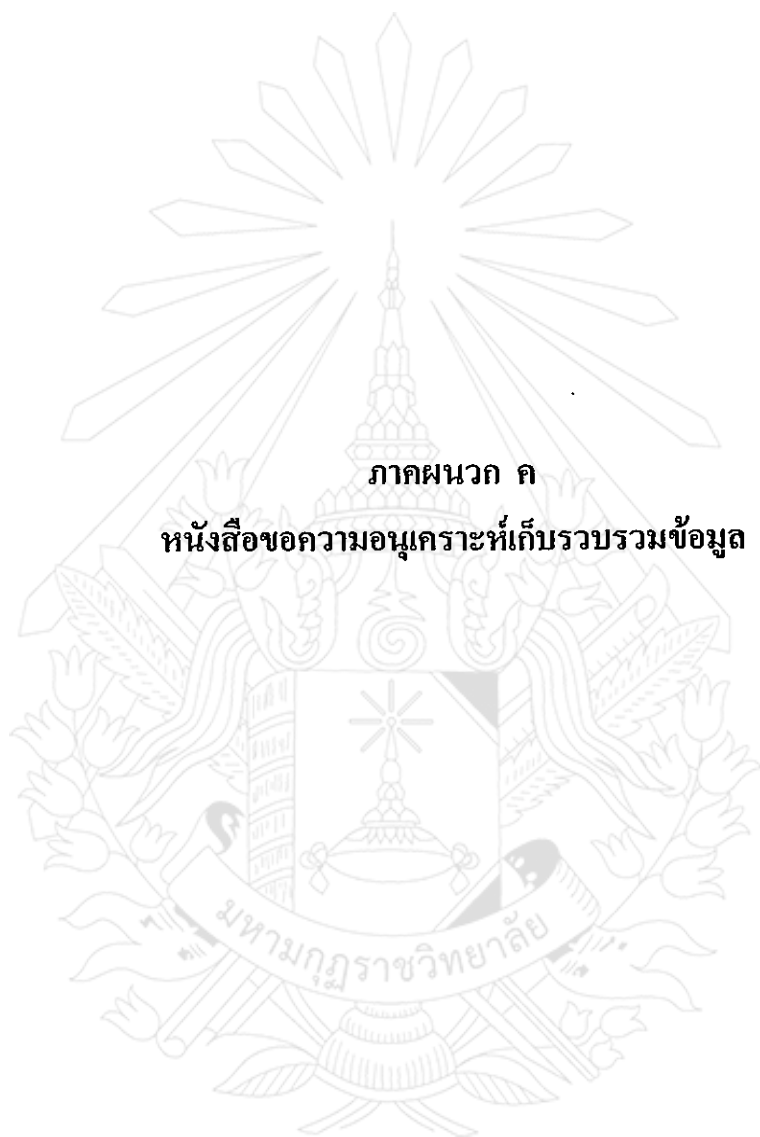 ภาคผนวก ค
หนังสือขอความอนุเคราะห์เก็บรวบรวมข้อมูล
มหามกุฏราชวิทยาลัย